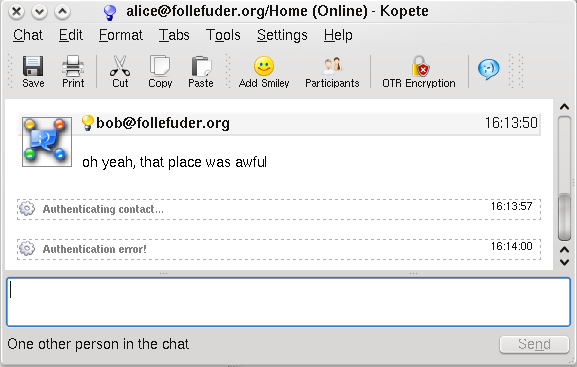 alice@follefuder.org/Home (Online) - Kopete
Chat Edit Format Tabs Tools Settings Help
Save Print Cut Copy Paste Add Smiley Participants OTR Encryption
bob@follefuder.org 16:13:50
oh yeah, that place was awful
Authenticating contact... 16:13:57
Authentication error! 16:14:00
One other person in the chat Send